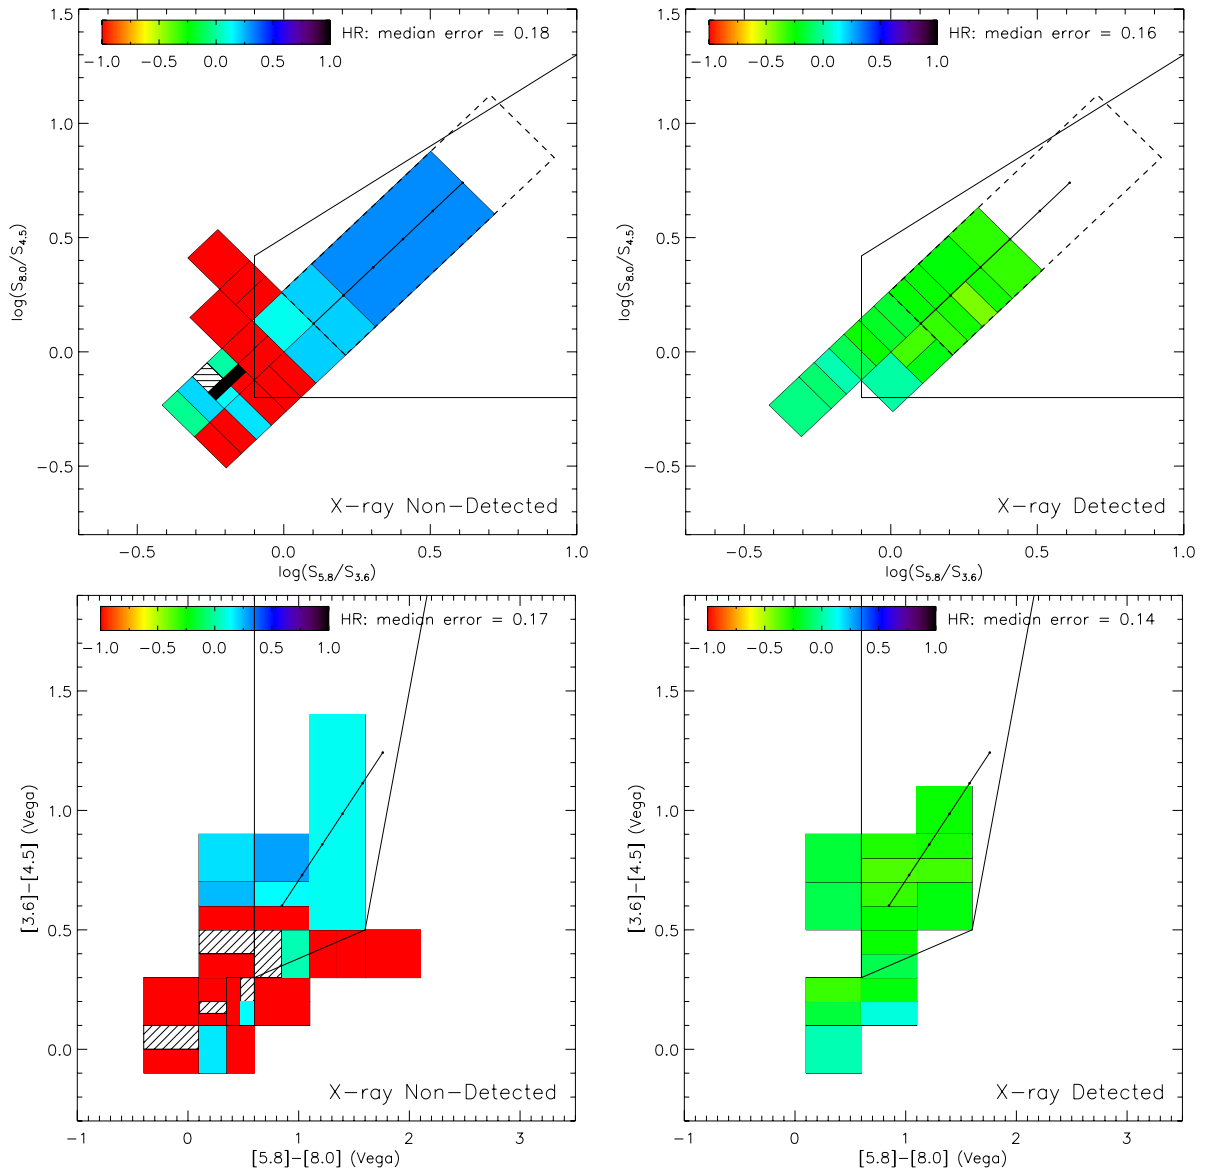 HR: median error = 0.18
−1.0 −0.5 0.0 0.5 1.0
1.5
1.0
0.5
0.0
−0.5
log(S8.0/S4.5)
X−ray Non−Detected
−0.5 0.0 0.5 1.0
log(S5.8/S3.6)
HR: median error = 0.16
−1.0 −0.5 0.0 0.5 1.0
1.5
1.0
0.5
0.0
−0.5
log(S8.0/S4.5)
X−ray Detected
−0.5 0.0 0.5 1.0
log(S5.8/S3.6)
HR: median error = 0.17
−1.0 −0.5 0.0 0.5 1.0
1.5
1.0
0.5
0.0
[3.6]−[4.5] (Vega)
X−ray Non−Detected
−1 0 1 2 3
[5.8]−[8.0] (Vega)
HR: median error = 0.14
−1.0 −0.5 0.0 0.5 1.0
1.5
1.0
0.5
0.0
[3.6]−[4.5] (Vega)
X−ray Detected
−1 0 1 2 3
[5.8]−[8.0] (Vega)